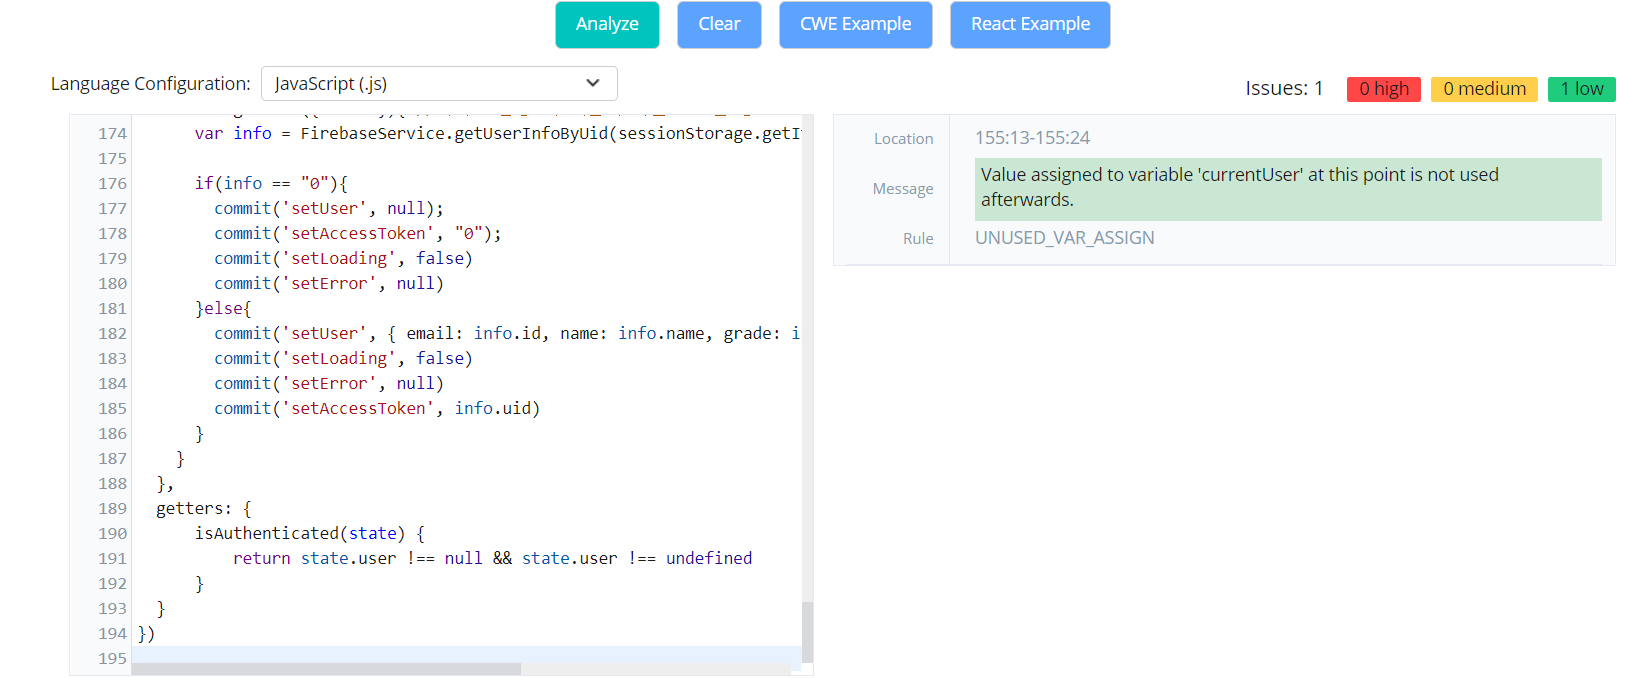 Analyze Clear CWE Example React Example
Language Configuration: JavaScript (.js)
Issues: 1 0 high 0 medium 1 low
174 var info = FirebaseService.getUserInfoByUid(sessionStorage.getI
175
176 if(info == "0"){
177 commit('setUser', null);
178 commit('setAccessToken', "0");
179 commit('setLoading', false)
180 commit('setError', null)
181 }else{
182 commit('setUser', { email: info.id, name: info.name, grade: i
183 commit('setLoading', false)
184 commit('setError', null)
185 commit('setAccessToken', info.uid)
186 }
187 }
188 },
189 getters: {
190 isAuthenticated(state) {
191 return state.user !== null && state.user !== undefined
192 }
193 }
194 })
195
Location 155:13-155:24
Message Value assigned to variable 'currentUser' at this point is not used
afterwards.
Rule UNUSED_VAR_ASSIGN